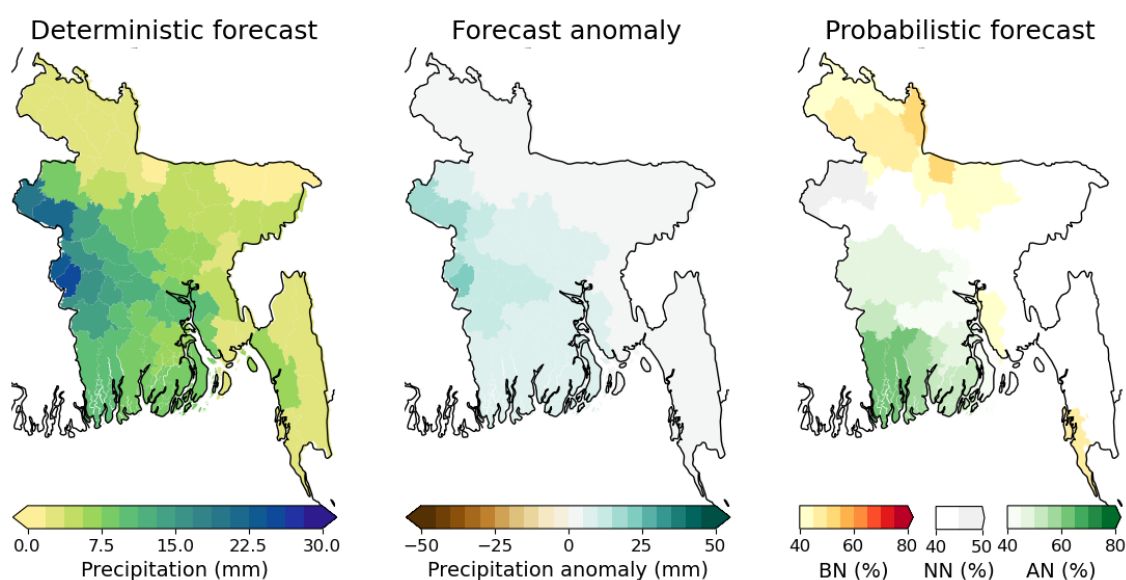 Deterministic forecast
Forecast anomaly
Probabilistic forecast
0.0 7.5 15.0 22.5 30.0
Precipitation (mm)
−50 −25 0 25 50
Precipitation anomaly (mm)
40 60 80
BN (%)
40 50
NN (%)
40 60 80
AN (%)